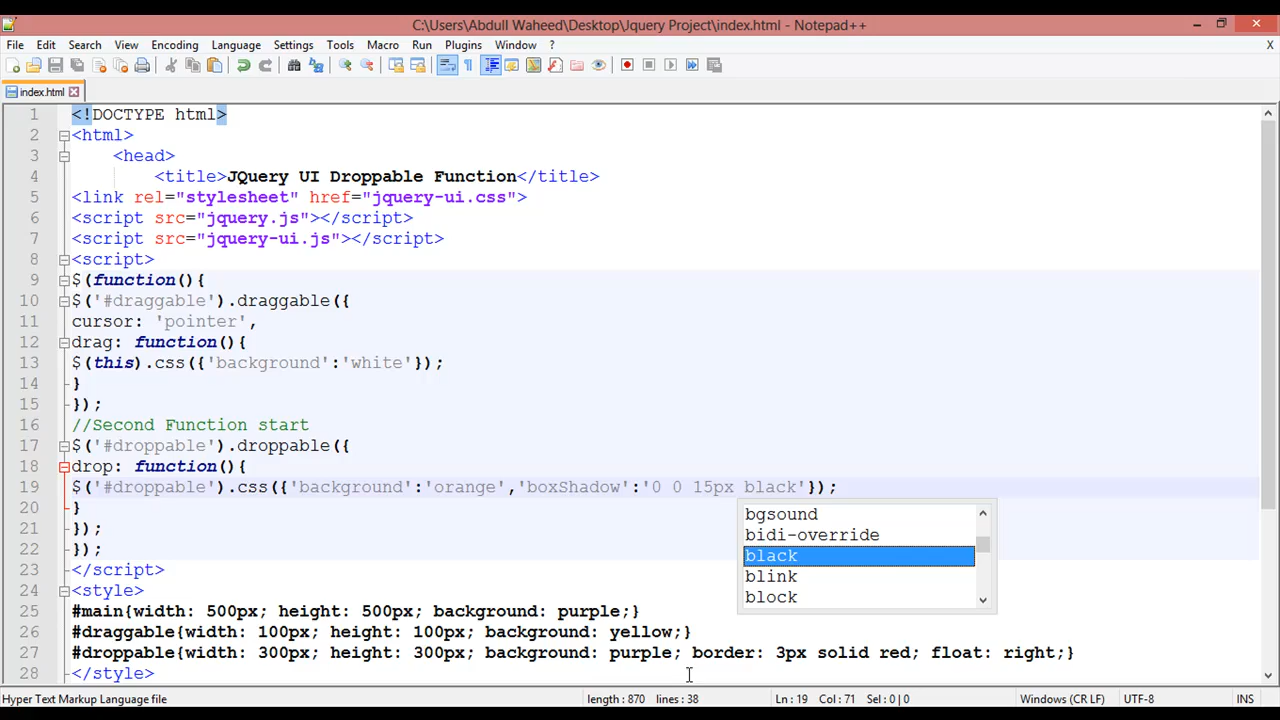 C:\Users\Abdull Waheed\Desktop\Jquery Project\index.html - Notepad++
File Edit Search View Encoding Language Settings Tools Macro Run Plugins Window ? X
index.html
1 <!DOCTYPE html>
2 <html>
3 <head>
4 <title>JQuery UI Droppable Function</title>
5 <link rel="stylesheet" href="jquery-ui.css">
6 <script src="jquery.js"></script>
7 <script src="jquery-ui.js"></script>
8 <script>
9 $(function(){
10 $('#draggable').draggable({
11 cursor: 'pointer',
12 drag: function(){
13 $(this).css({'background':'white'});
14 }
15 });
16 //Second Function start
17 $('#droppable').droppable({
18 drop: function(){
19 $('#droppable').css({'background':'orange','boxShadow':'0 0 15px black'});
20 }
21 });
22 });
23 </script>
24 <style>
25 #main{width: 500px; height: 500px; background: purple;}
26 #draggable{width: 100px; height: 100px; background: yellow;}
27 #droppable{width: 300px; height: 300px; background: purple; border: 3px solid red; float: right;}
28 </style>
bgsound
bidi-override
black
blink
block
Hyper Text Markup Language file length : 870 lines : 38 Ln : 19 Col : 71 Sel : 0 | 0 Windows (CR LF) UTF-8 INS